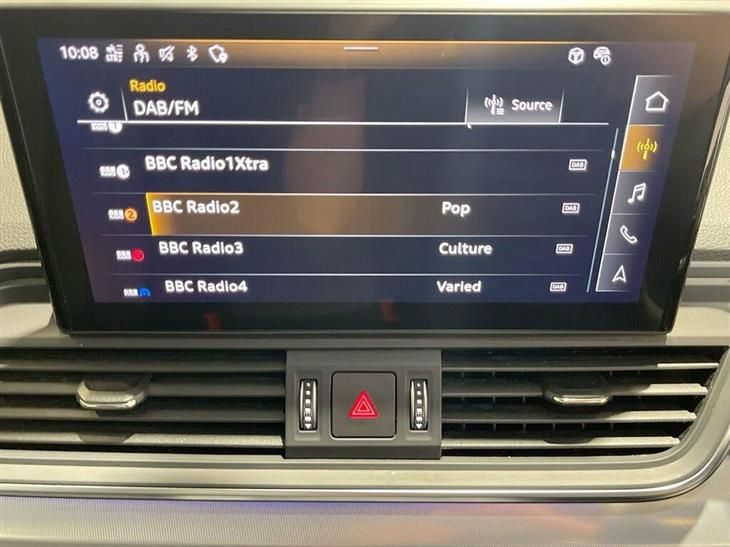 10:08
Radio
DAB/FM
Source
BBC Radio1Xtra DAB
2 BBC Radio2 Pop DAB
BBC Radio3 Culture DAB
BBC Radio4 Varied DAB